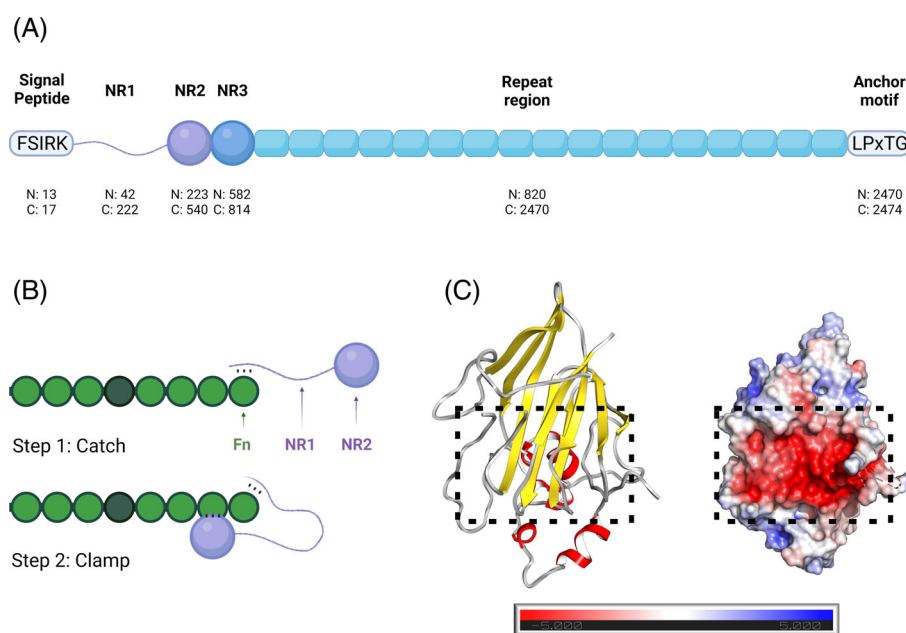 (A)
Signal Peptide NR1 NR2 NR3 Repeat region Anchor motif
FSIRK LPxTG
N: 13 N: 42 N: 223 N: 582 N: 820 N: 2470
C: 17 C: 222 C: 540 C: 814 C: 2470 C: 2474
(B)
Step 1: Catch Fn NR1 NR2
Step 2: Clamp
(C)
-5.000 5.000